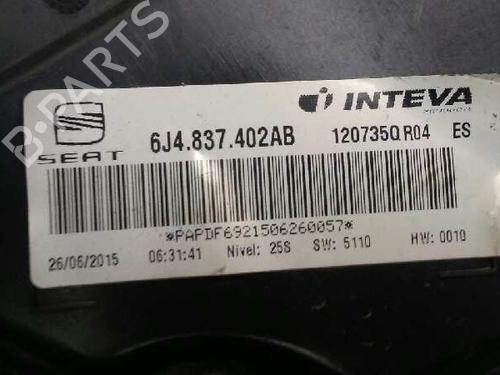 B-PARTS
SEAT
6J4.837.402AB
INTEVA
120735Q R04 ES
*PAPDF6921506260057*
26/06/2015 06:31:41 Nivel: 26S SW: 5110 HW: 0010